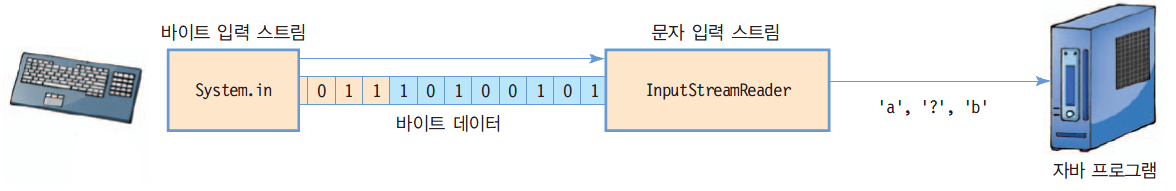 바이트 입력 스트림
문자 입력 스트림
System.in
0 1 1 1 0 1 0 0 1 0 1
InputStreamReader
바이트 데이터
'a', '?', 'b'
자바 프로그램